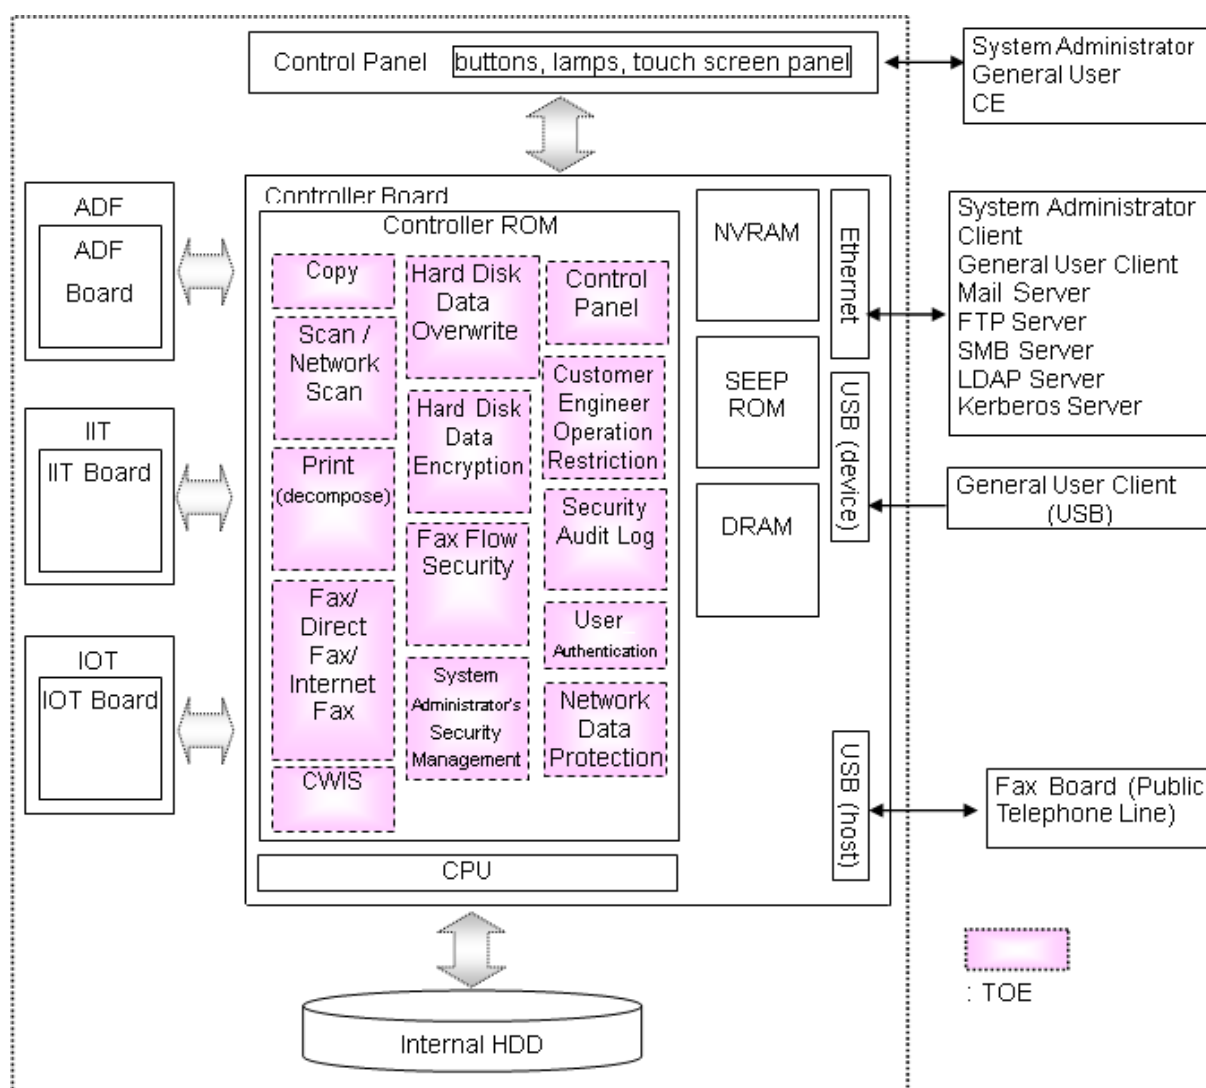 Control Panel buttons, lamps, touch screen panel
System Administrator
General User
CE
ADF
ADF
Board
IIT
IIT Board
IOT
IOT Board
Controller Board
Controller ROM
Copy
Scan /
Network
Scan
Print
(decompose)
Fax/
Direct
Fax/
Internet
Fax
CWIS
Hard Disk
Data
Overwrite
Hard Disk
Data
Encryption
Fax Flow
Security
System
Administrator's
Security
Management
Control
Panel
Customer
Engineer
Operation
Restriction
Security
Audit Log
User
Authentication
Network
Data
Protection
CPU
NVRAM
SEEP
ROM
DRAM
Ethernet
USB (device)
USB (host)
System Administrator
Client
General User Client
Mail Server
FTP Server
SMB Server
LDAP Server
Kerberos Server
General User Client
(USB)
Fax Board (Public
Telephone Line)
: TOE
Internal HDD